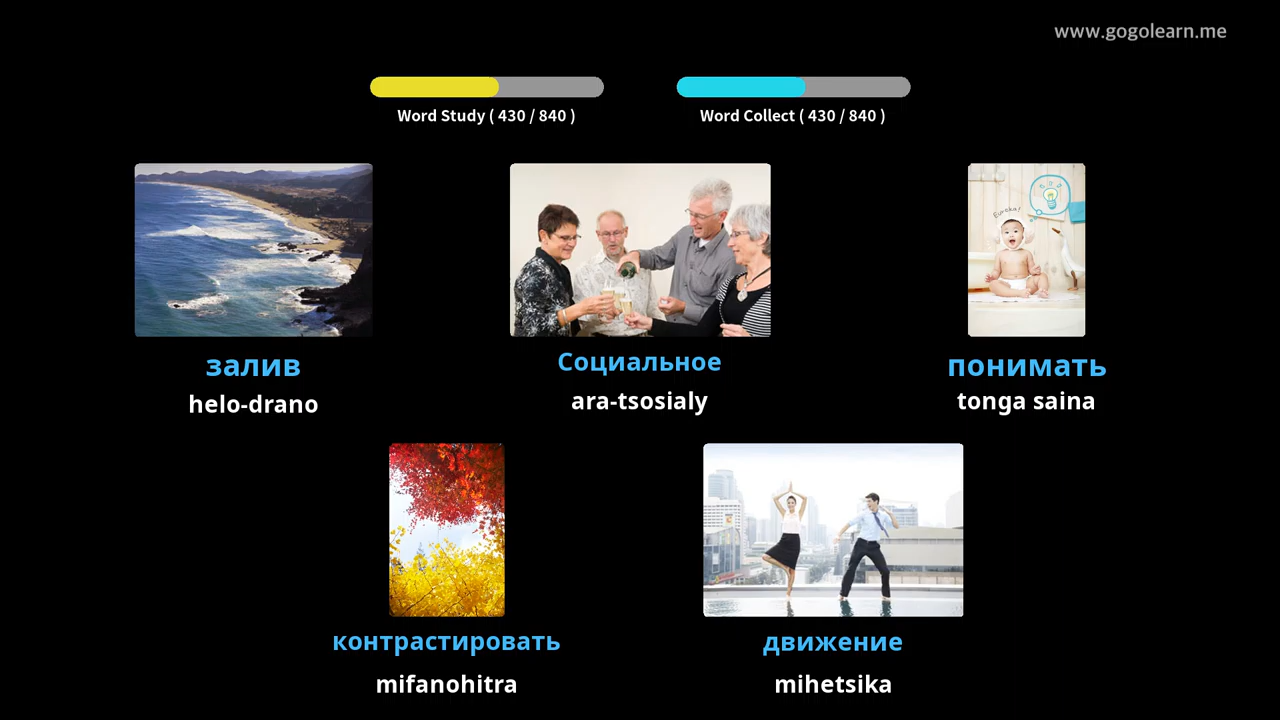 www.gogolearn.me
Word Study ( 430 / 840 )
Word Collect ( 430 / 840 )
Eureka!
залив
helo-drano
Социальное
ara-tsosialy
понимать
tonga saina
контрастировать
mifanohitra
движение
mihetsika